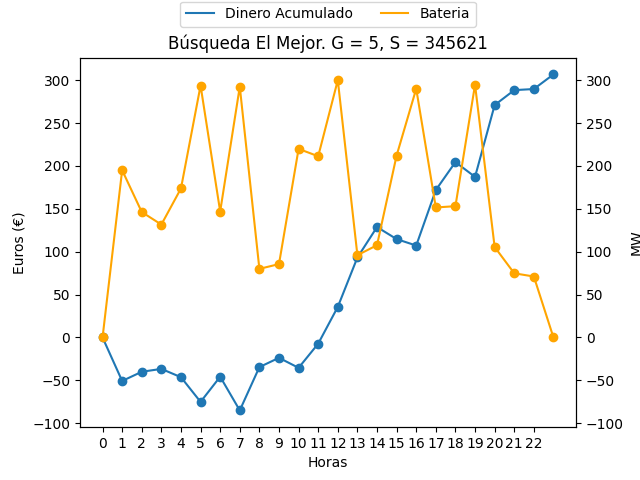 Dinero Acumulado Bateria
Búsqueda El Mejor. G = 5, S = 345621
300 300
250 250
200 200
150 150
100 100
50 50
0 0
−50 −50
−100 −100
Euros (€)
MW
0 1 2 3 4 5 6 7 8 9 10 11 12 13 14 15 16 17 18 19 20 21 22
Horas